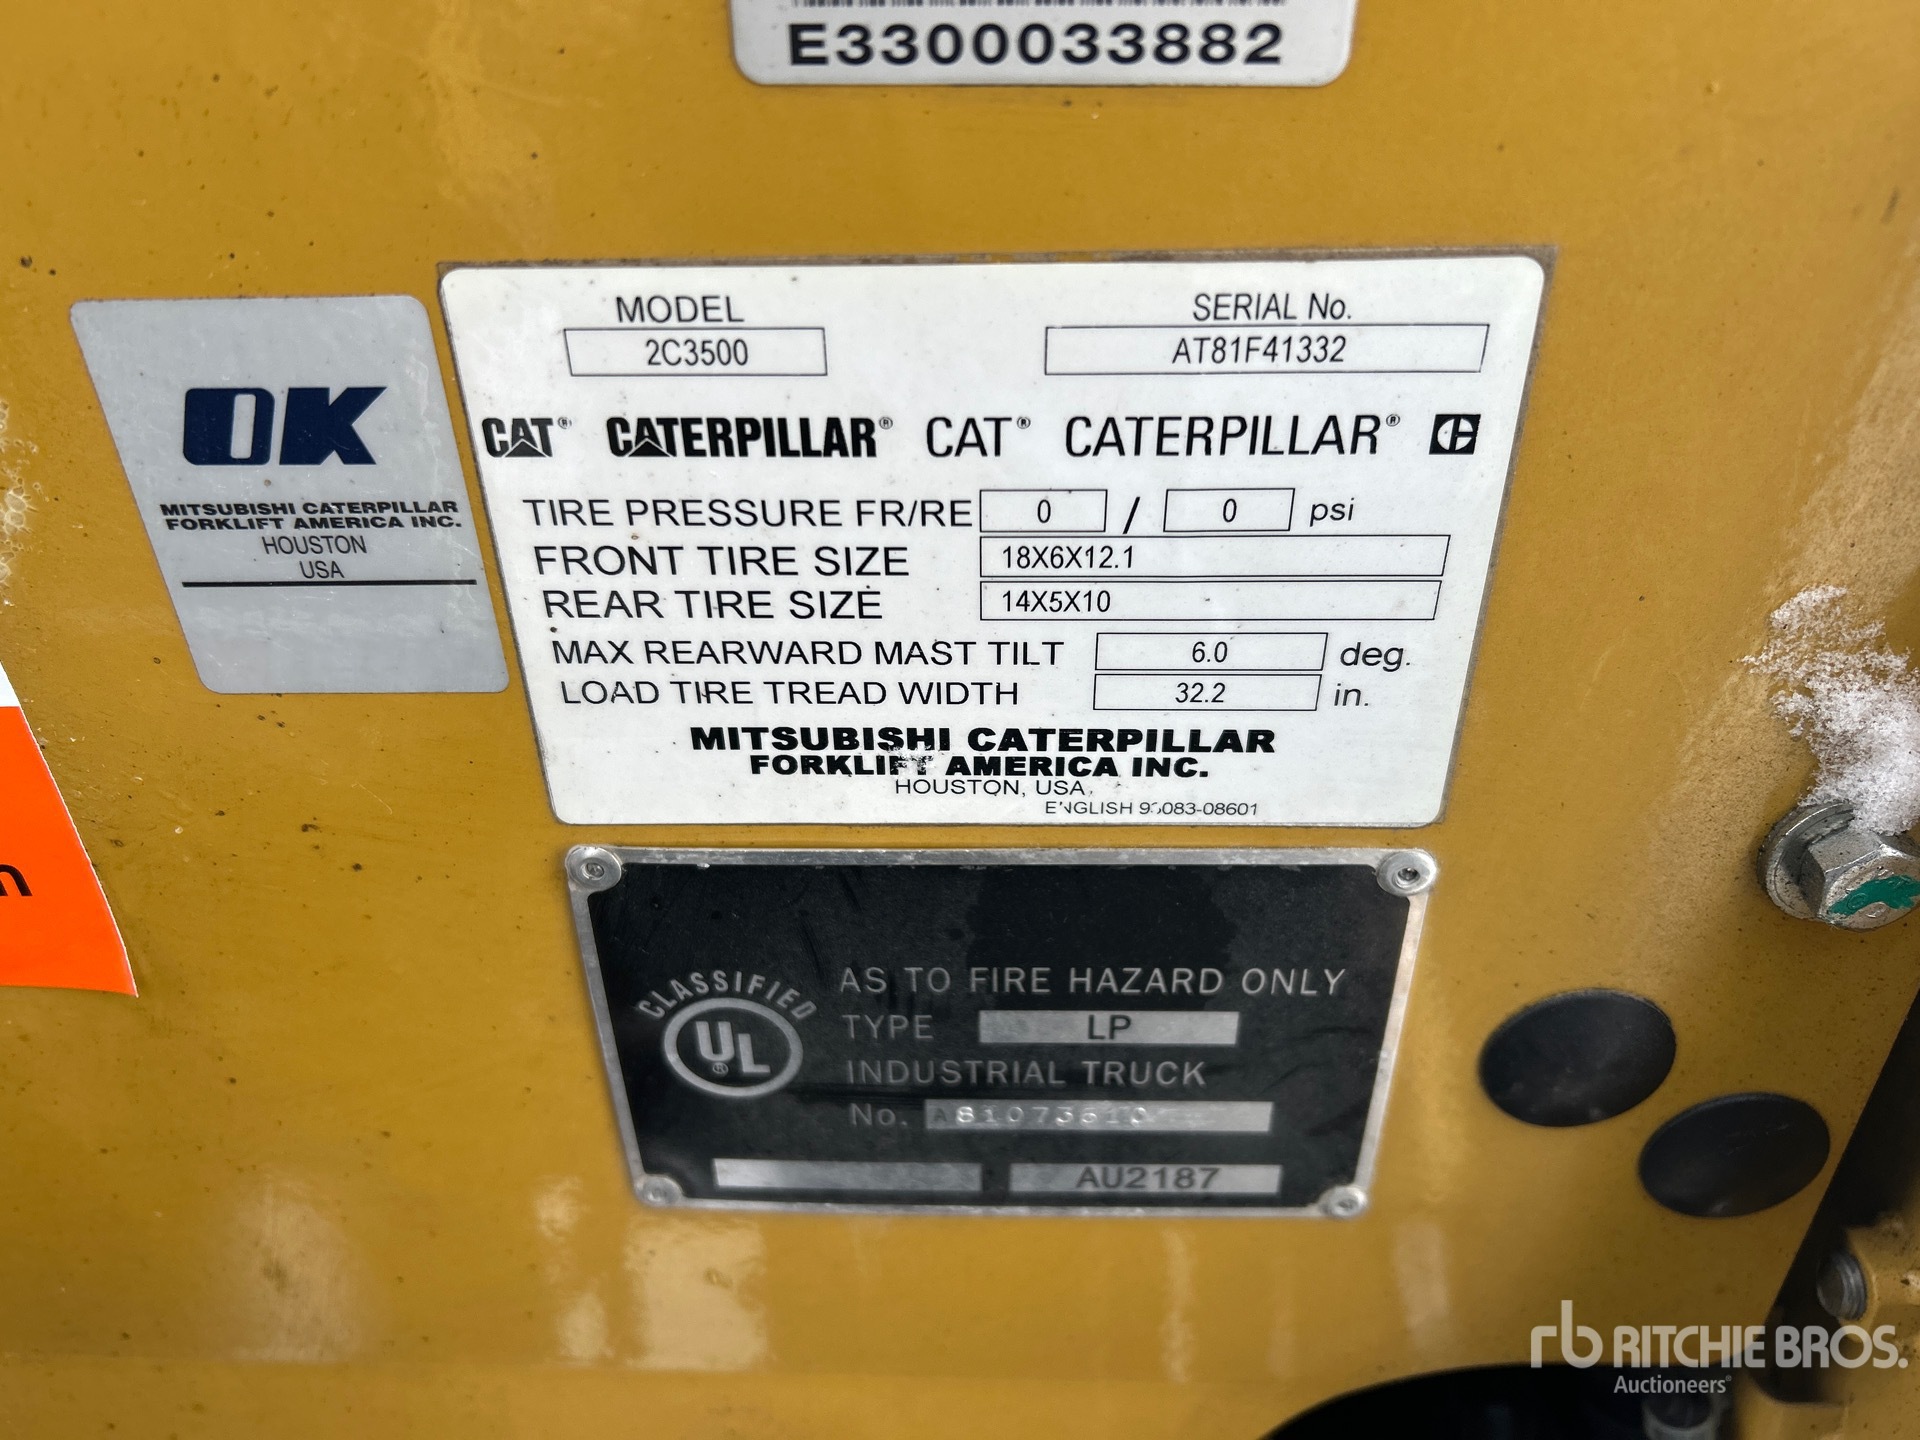 E3300033882
OK
MITSUBISHI CATERPILLAR
FORKLIFT AMERICA INC.
HOUSTON
USA
MODEL SERIAL No.
2C3500 AT81F41332
CAT® CATERPILLAR® CAT® CATERPILLAR®
TIRE PRESSURE FR/RE 0 / 0 psi
FRONT TIRE SIZE 18X6X12.1
REAR TIRE SIZE 14X5X10
MAX REARWARD MAST TILT 6.0 deg.
LOAD TIRE TREAD WIDTH 32.2 in.
MITSUBISHI CATERPILLAR
FORKLIFT AMERICA INC.
HOUSTON, USA
ENGLISH
CLASSIFIED
UL®
AS TO FIRE HAZARD ONLY
TYPE LP
INDUSTRIAL TRUCK
No.
AU2187
rb RITCHIE BROS.
Auctioneers®